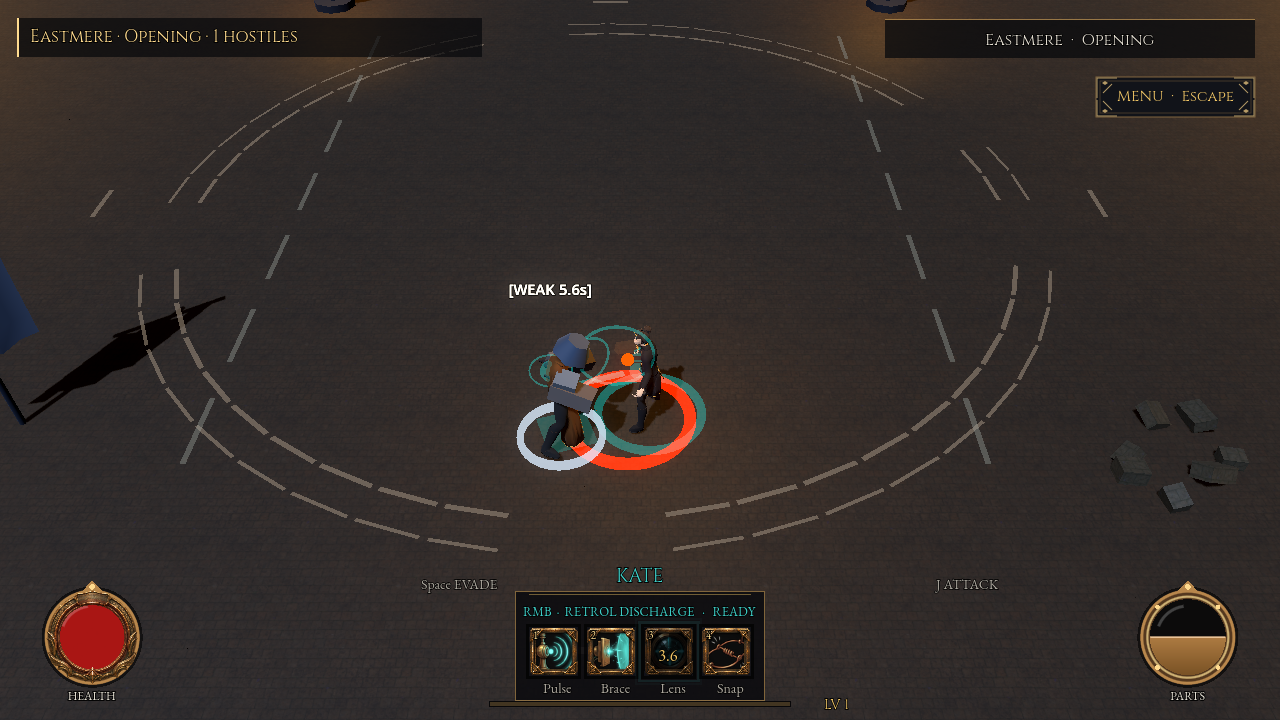 Eastmere · Opening · 1 hostiles
Eastmere · Opening
MENU · Escape
[WEAK 5.6s]
KATE
Space EVADE
J ATTACK
RMB · RETROL DISCHARGE · READY
1 2 3 4
3.6
Pulse Brace Lens Snap
HEALTH
PARTS
LV 1